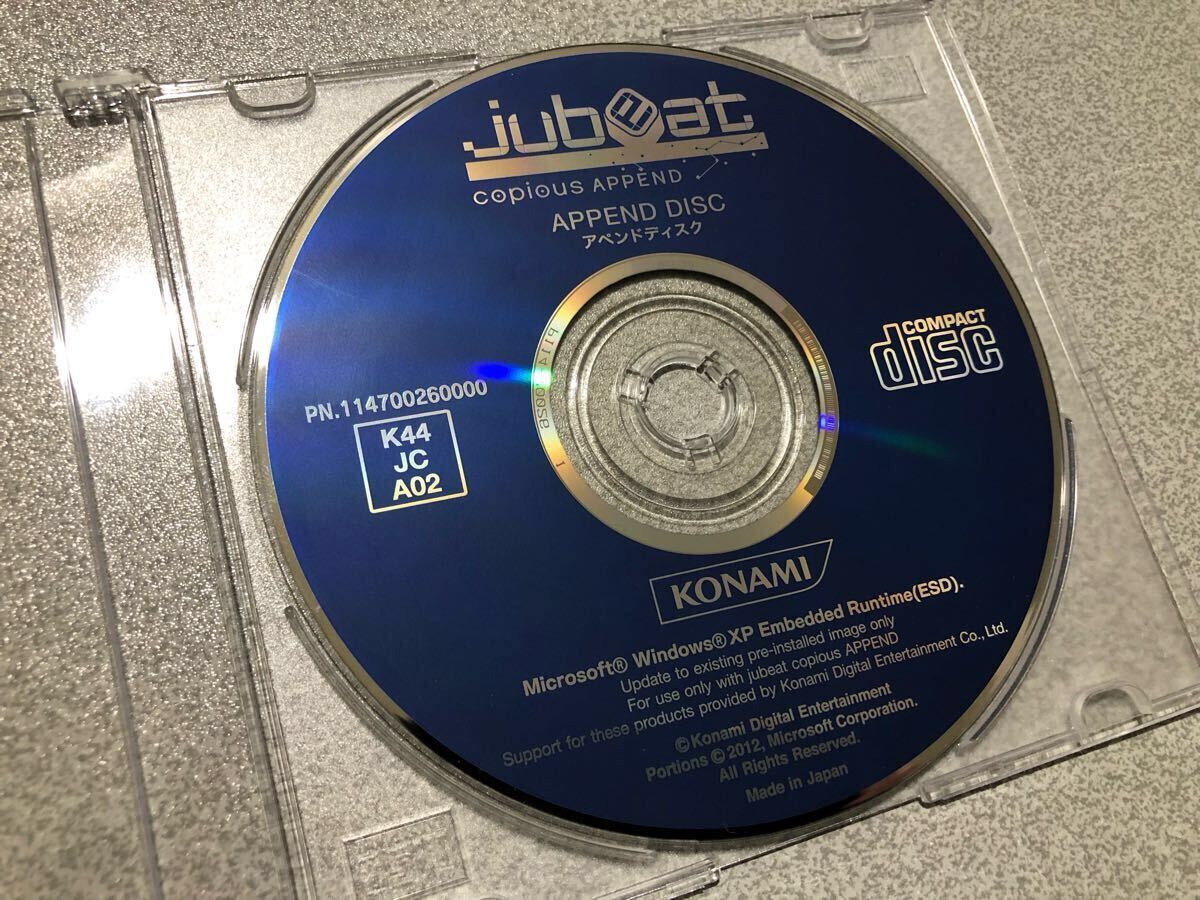 jubeat
copious APPEND
APPEND DISC
アペンドディスク
COMPACT
disc
PN.114700260000
K44
JC
A02
KONAMI
Microsoft® Windows® XP Embedded Runtime(ESD).
Update to existing pre-installed image only
For use only with jubeat copious APPEND
Support for these products provided by Konami Digital Entertainment Co., Ltd.
©Konami Digital Entertainment
Portions ©2012, Microsoft Corporation.
All Rights Reserved.
Made in Japan